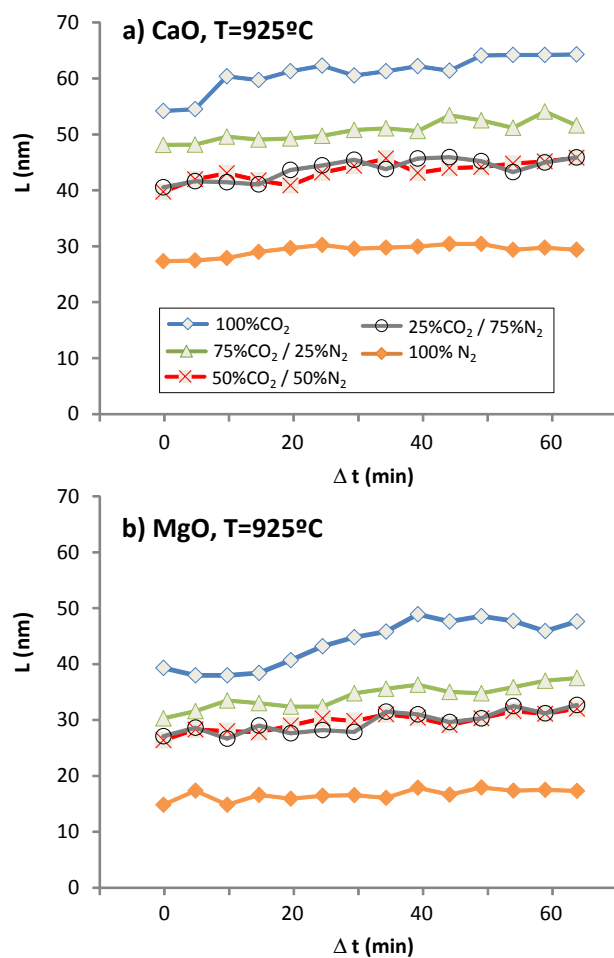 a) CaO, T=925ºC
70
60
50
40
30
20
10
0
L (nm)
100%CO₂
25%CO₂ / 75%N₂
75%CO₂ / 25%N₂
100% N₂
50%CO₂ / 50%N₂
0 20 40 60
Δ t (min)
b) MgO, T=925ºC
70
60
50
40
30
20
10
0
L (nm)
0 20 40 60
Δ t (min)